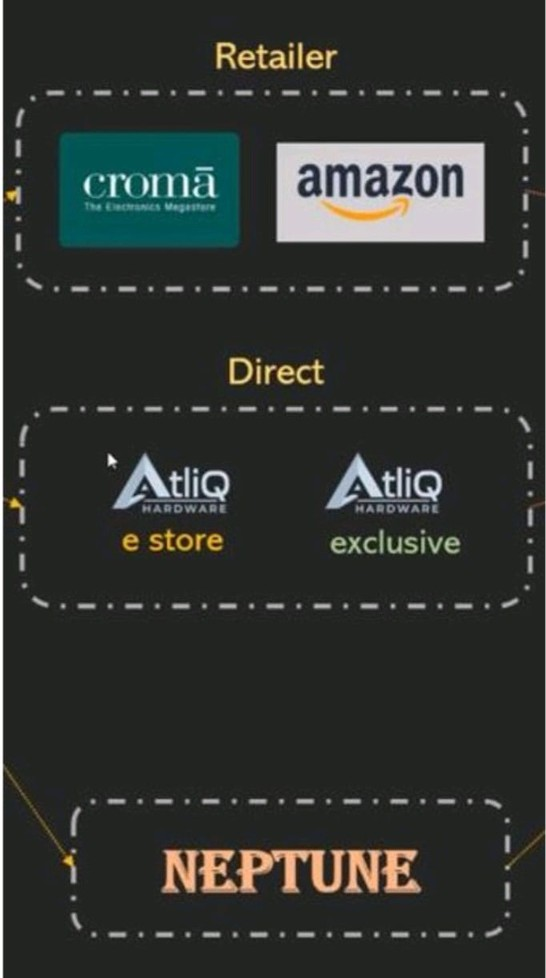 Retailer
cromā
The Electronics Megastore
amazon
Direct
AtliQ
HARDWARE
e store
AtliQ
HARDWARE
exclusive
NEPTUNE